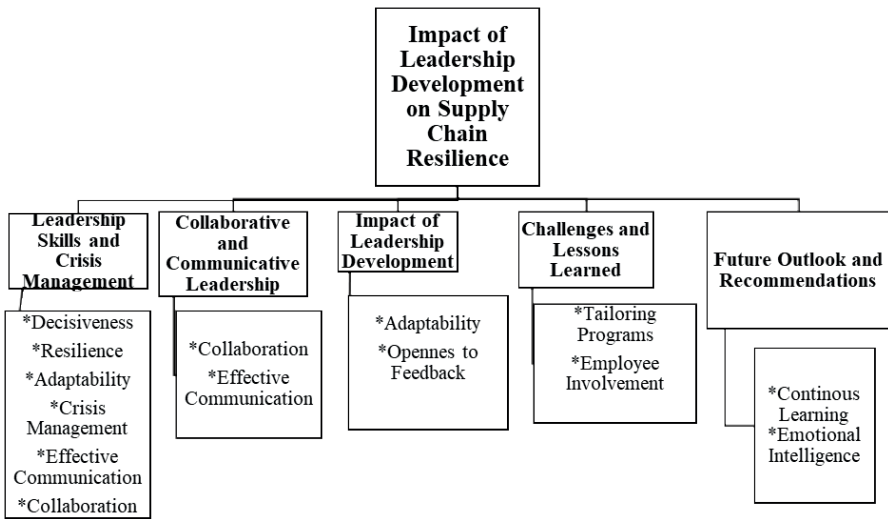 Impact of
Leadership
Development
on Supply
Chain
Resilience
Leadership
Skills and
Crisis
Management
*Decisiveness
*Resilience
*Adaptability
*Crisis
Management
*Effective
Communication
*Collaboration
Collaborative
and
Communicative
Leadership
*Collaboration
*Effective
Communication
Impact of
Leadership
Development
*Adaptability
*Opennes to
Feedback
Challenges and
Lessons
Learned
*Tailoring
Programs
*Employee
Involvement
Future Outlook and
Recommendations
*Continous
Learning
*Emotional
Intelligence